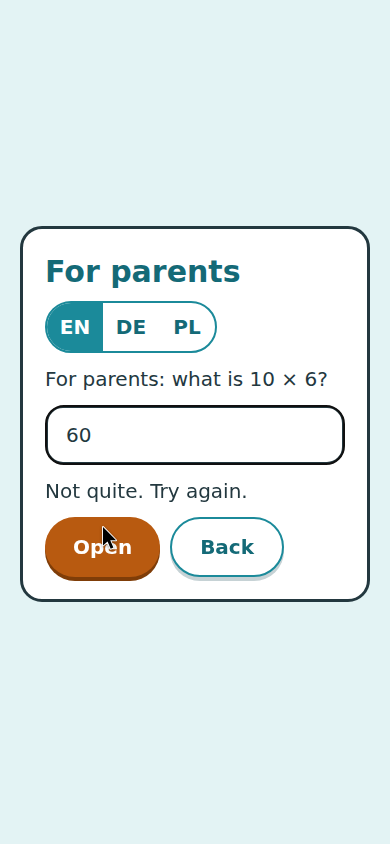 For parents
EN DE PL
For parents: what is 10 × 6?
60
Not quite. Try again.
Open Back